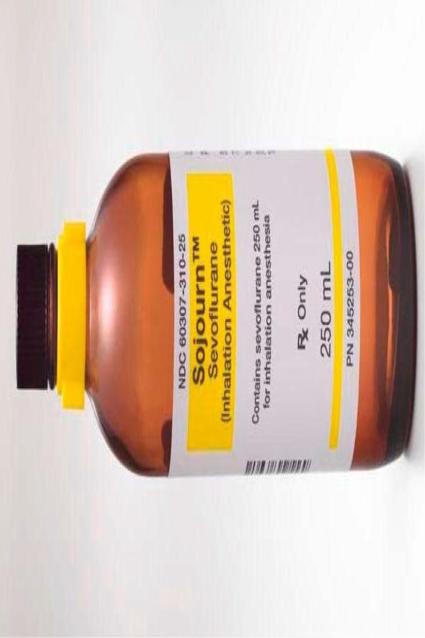 NDC 60307-310-25
Sojourn™
Sevoflurane
(Inhalation Anesthetic)
Contains sevoflurane 250 mL
for inhalation anesthesia
℞ Only
250 mL
PN 345253-00